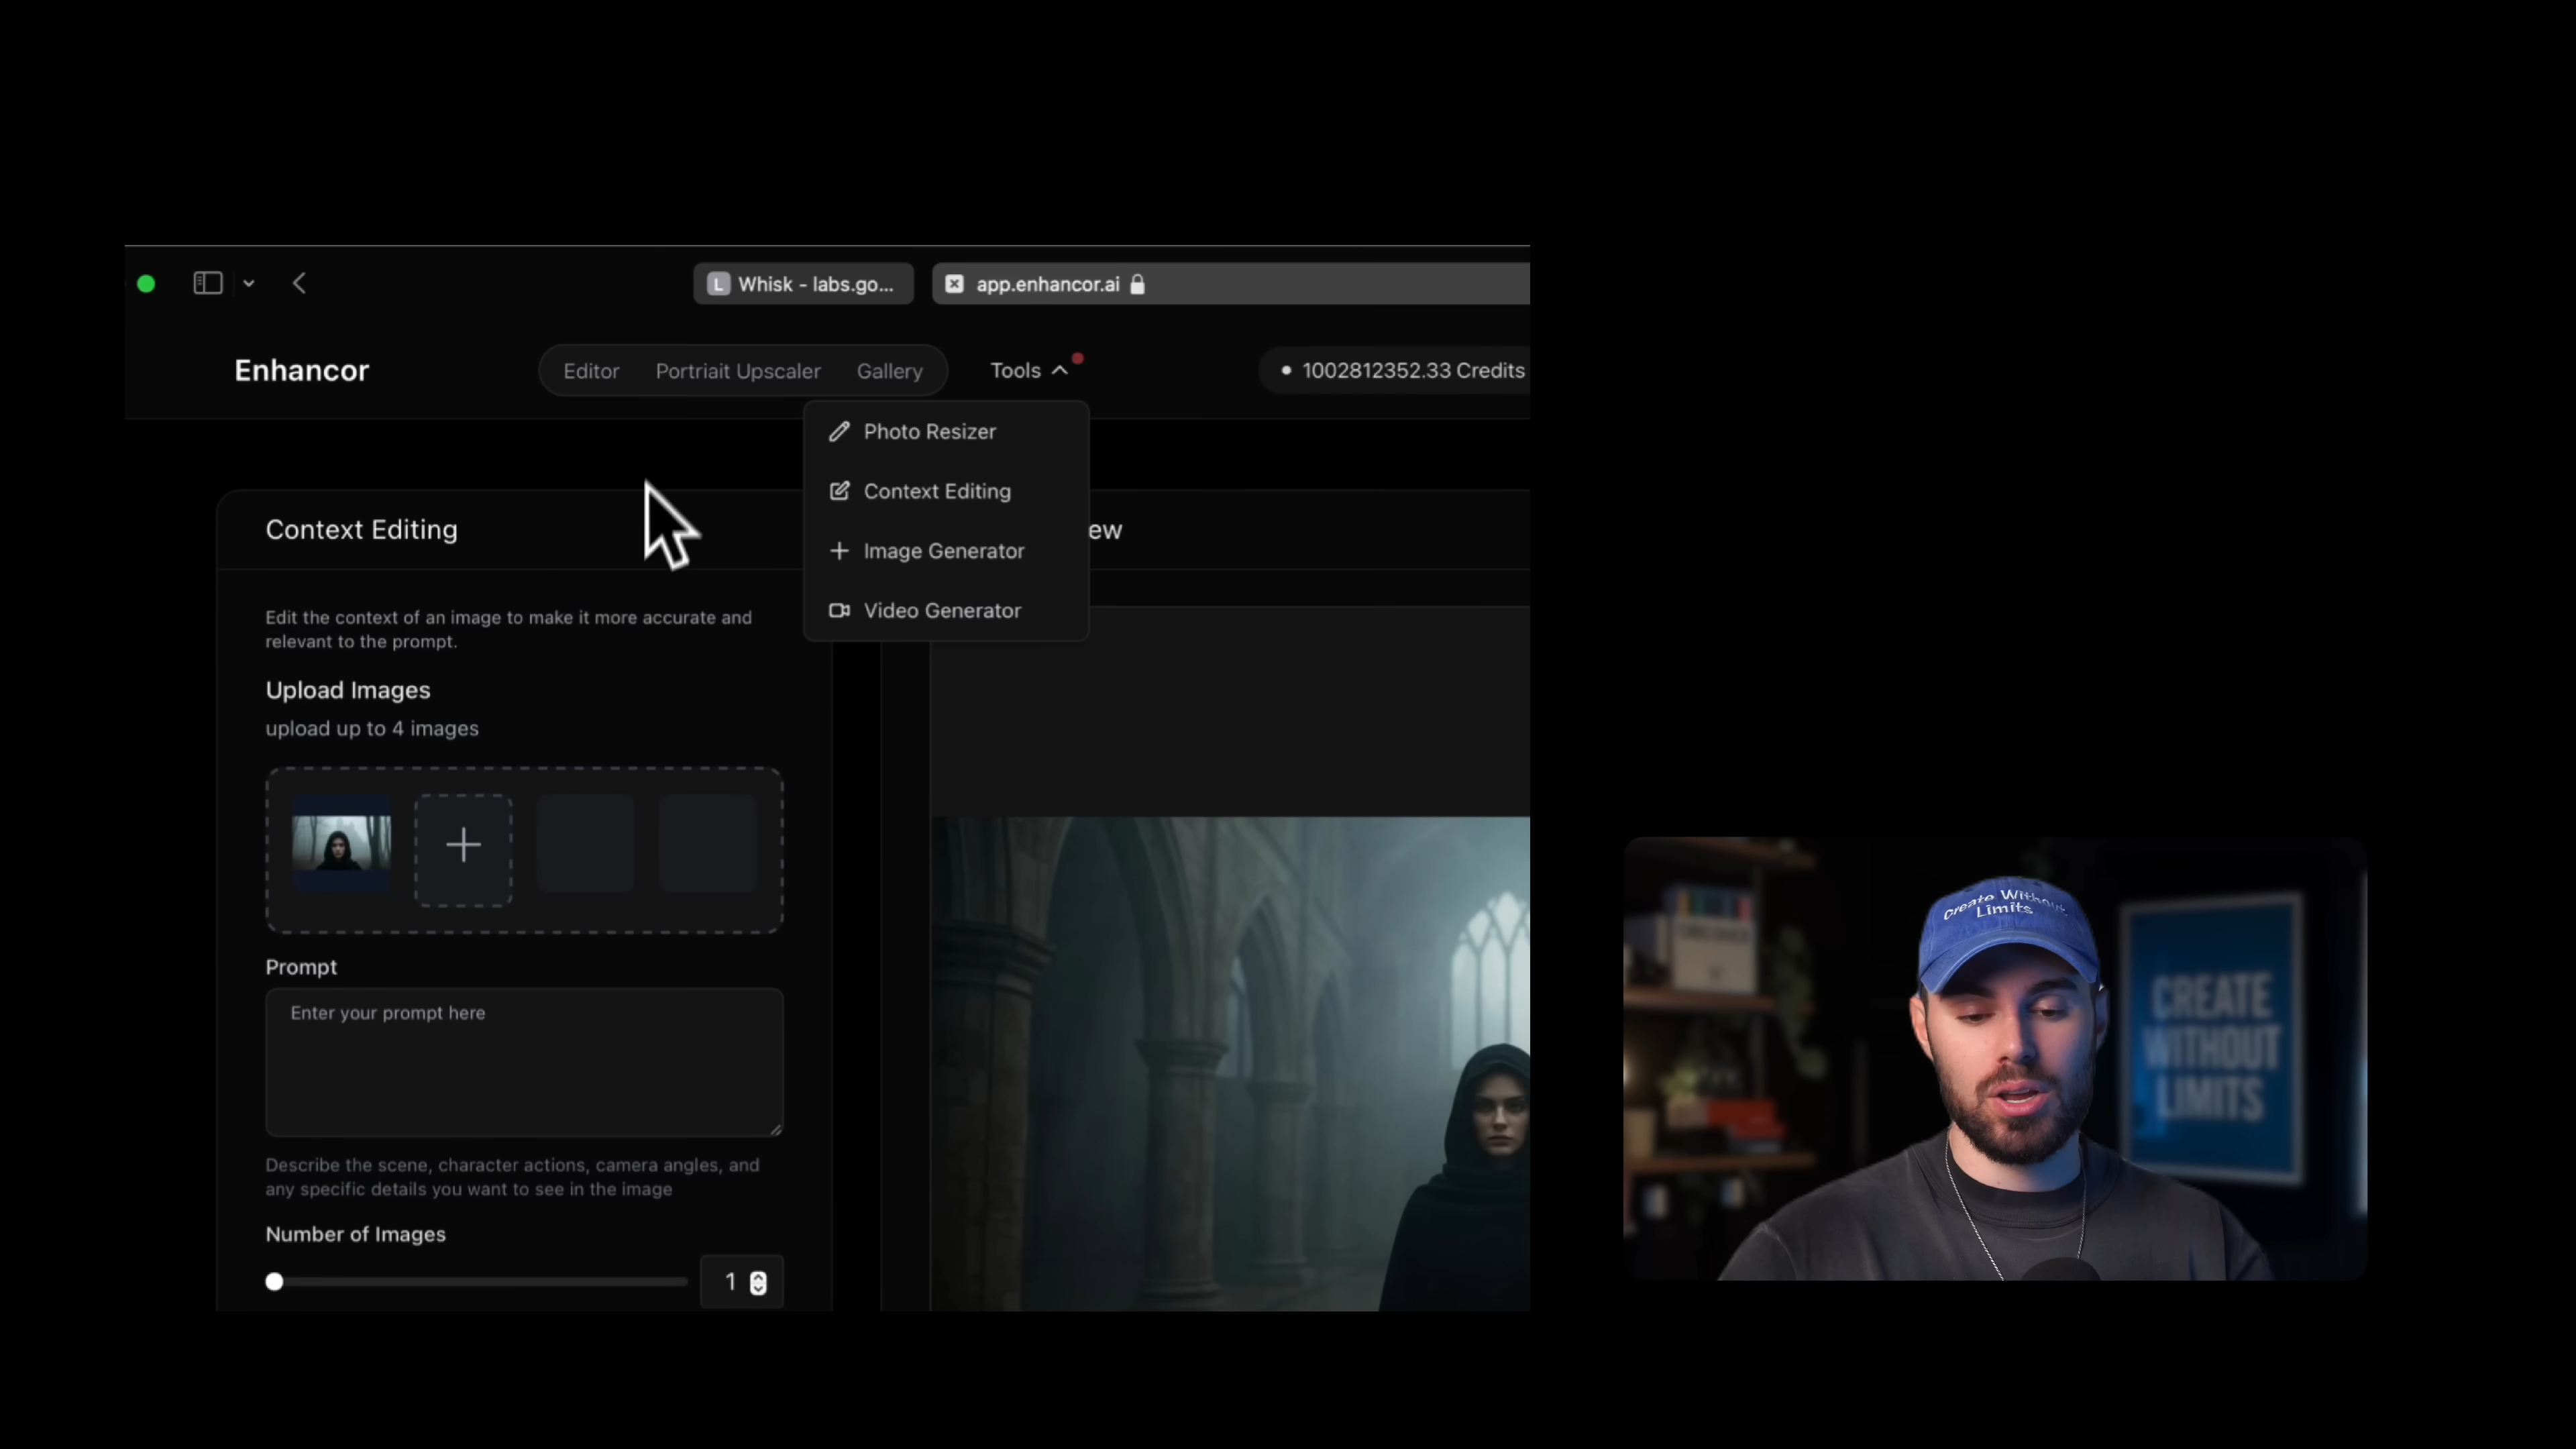 L Whisk - labs.go...
app.enhancor.ai
Enhancor
Editor
Portriait Upscaler
Gallery
Tools
1002812352.33 Credits
Photo Resizer
Context Editing
Image Generator
Video Generator
Context Editing
ew
Edit the context of an image to make it more accurate and
relevant to the prompt.
Upload Images
upload up to 4 images
Prompt
Enter your prompt here
Describe the scene, character actions, camera angles, and
any specific details you want to see in the image
Number of Images
1
Create Without
Limits
CREATE
WITHOUT
LIMITS